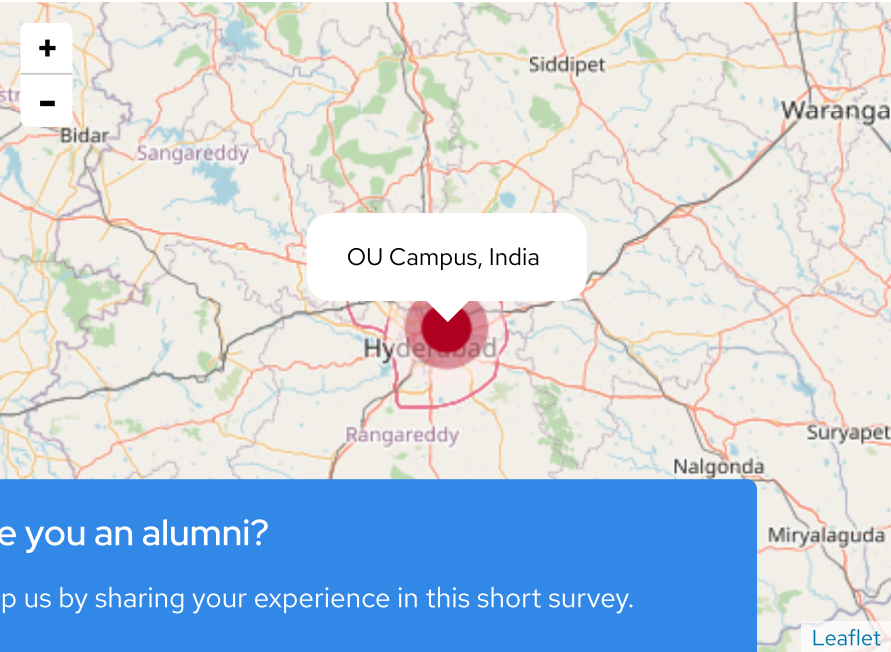 +
Siddipet
-
Waranga
Bidar
Sangareddy
OU Campus, India
Hyderabad
Rangareddy
Suryapet
Nalgonda
e you an alumni?
Miryalaguda
p us by sharing your experience in this short survey.
Leaflet